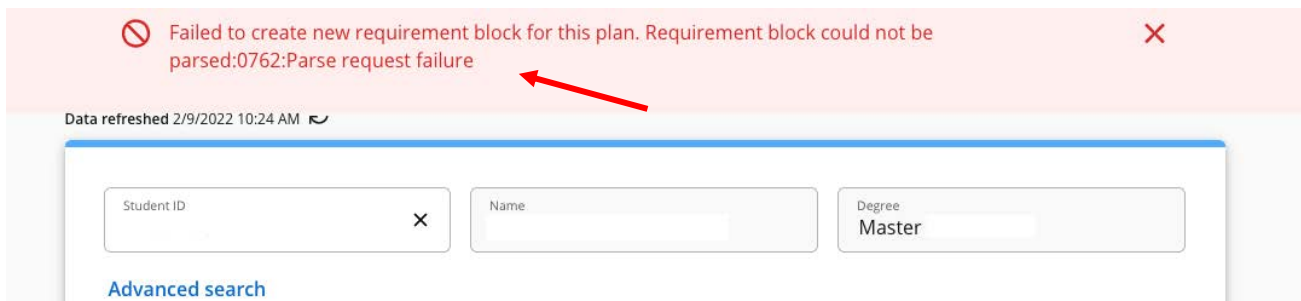 Failed to create new requirement block for this plan. Requirement block could not be
parsed:0762:Parse request failure
Data refreshed 2/9/2022 10:24 AM
Student ID
Name
Degree
Master
Advanced search